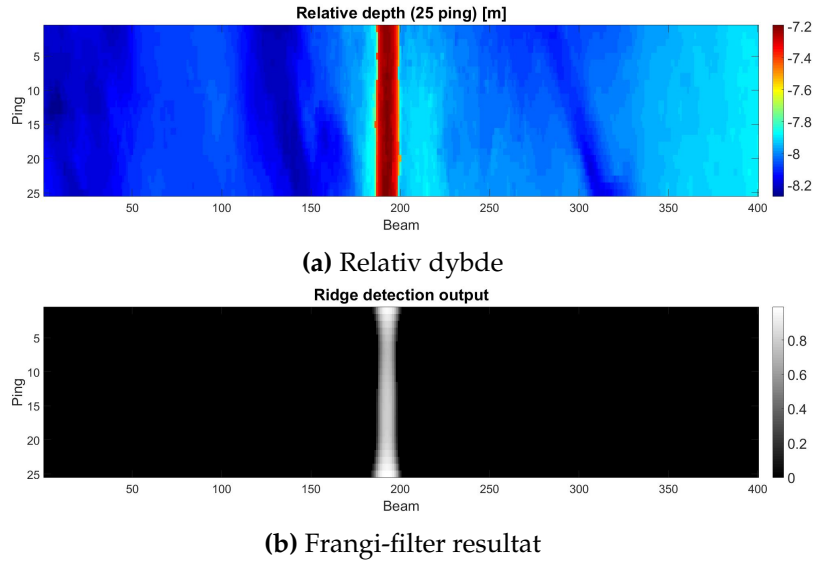 Relative depth (25 ping) [m]
-7.2
5
-7.4
10
-7.6
Ping
15
-7.8
20
-8
25
-8.2
50 100 150 200 250 300 350 400
Beam
(a) Relativ dybde
Ridge detection output
5
0.8
10
0.6
Ping
15
0.4
20
0.2
25
0
50 100 150 200 250 300 350 400
Beam
(b) Frangi-filter resultat